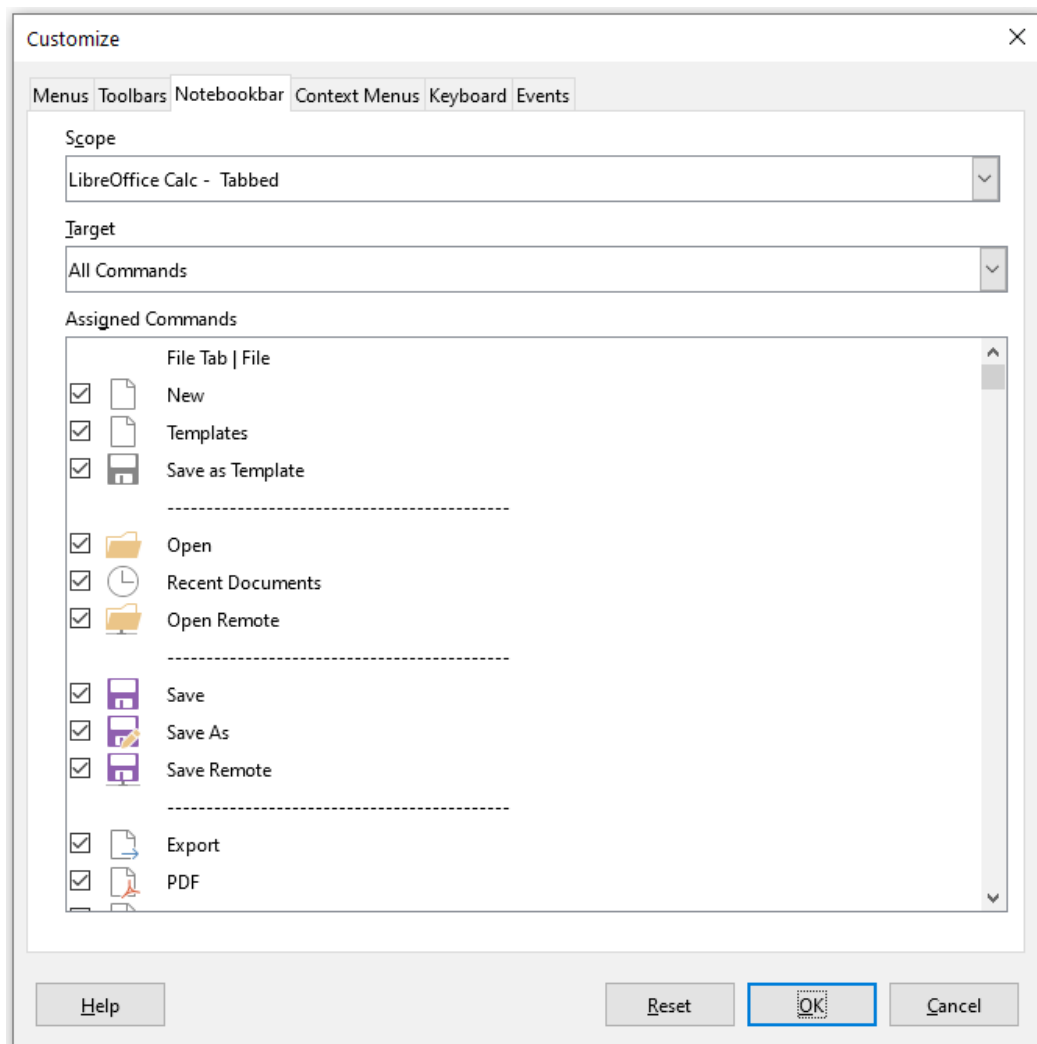 Customize
Menus Toolbars Notebookbar Context Menus Keyboard Events
Scope
LibreOffice Calc - Tabbed
Target
All Commands
Assigned Commands
File Tab | File
New
Templates
Save as Template
-------------------------------------------
Open
Recent Documents
Open Remote
-------------------------------------------
Save
Save As
Save Remote
-------------------------------------------
Export
PDF
Help Reset OK Cancel